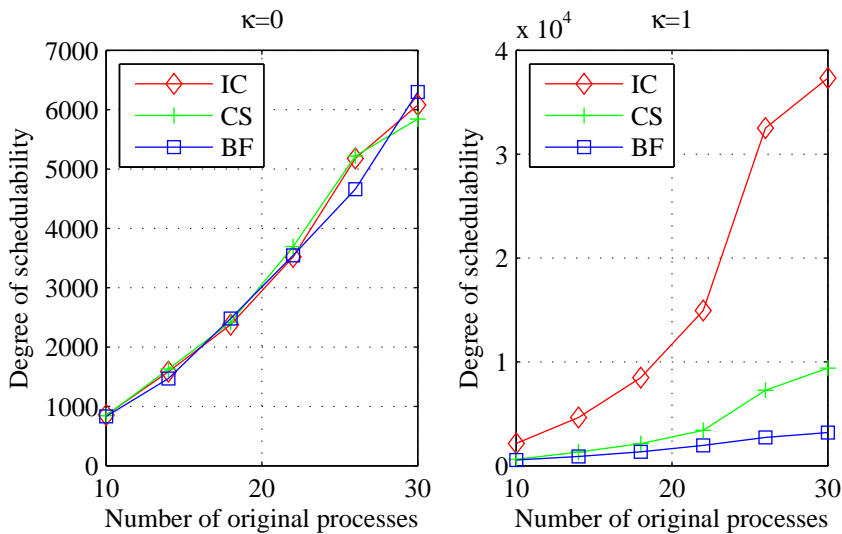 κ=0
7000
6000
5000
4000
3000
2000
1000
0
10
20
30
IC
CS
BF
Degree of schedulability
Number of original processes
κ=1
x 10^4
4
3
2
1
0
10
20
30
IC
CS
BF
Degree of schedulability
Number of original processes